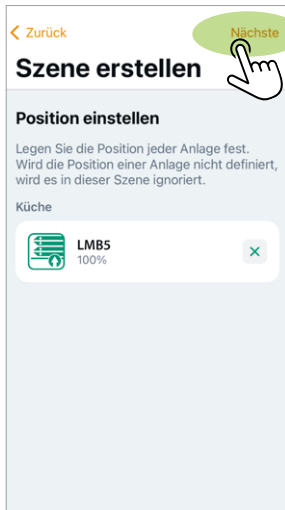 Zurück
Nächste
Szene erstellen
Position einstellen
Legen Sie die Position jeder Anlage fest.
Wird die Position einer Anlage nicht definiert,
wird es in dieser Szene ignoriert.
Küche
LMB5
100%